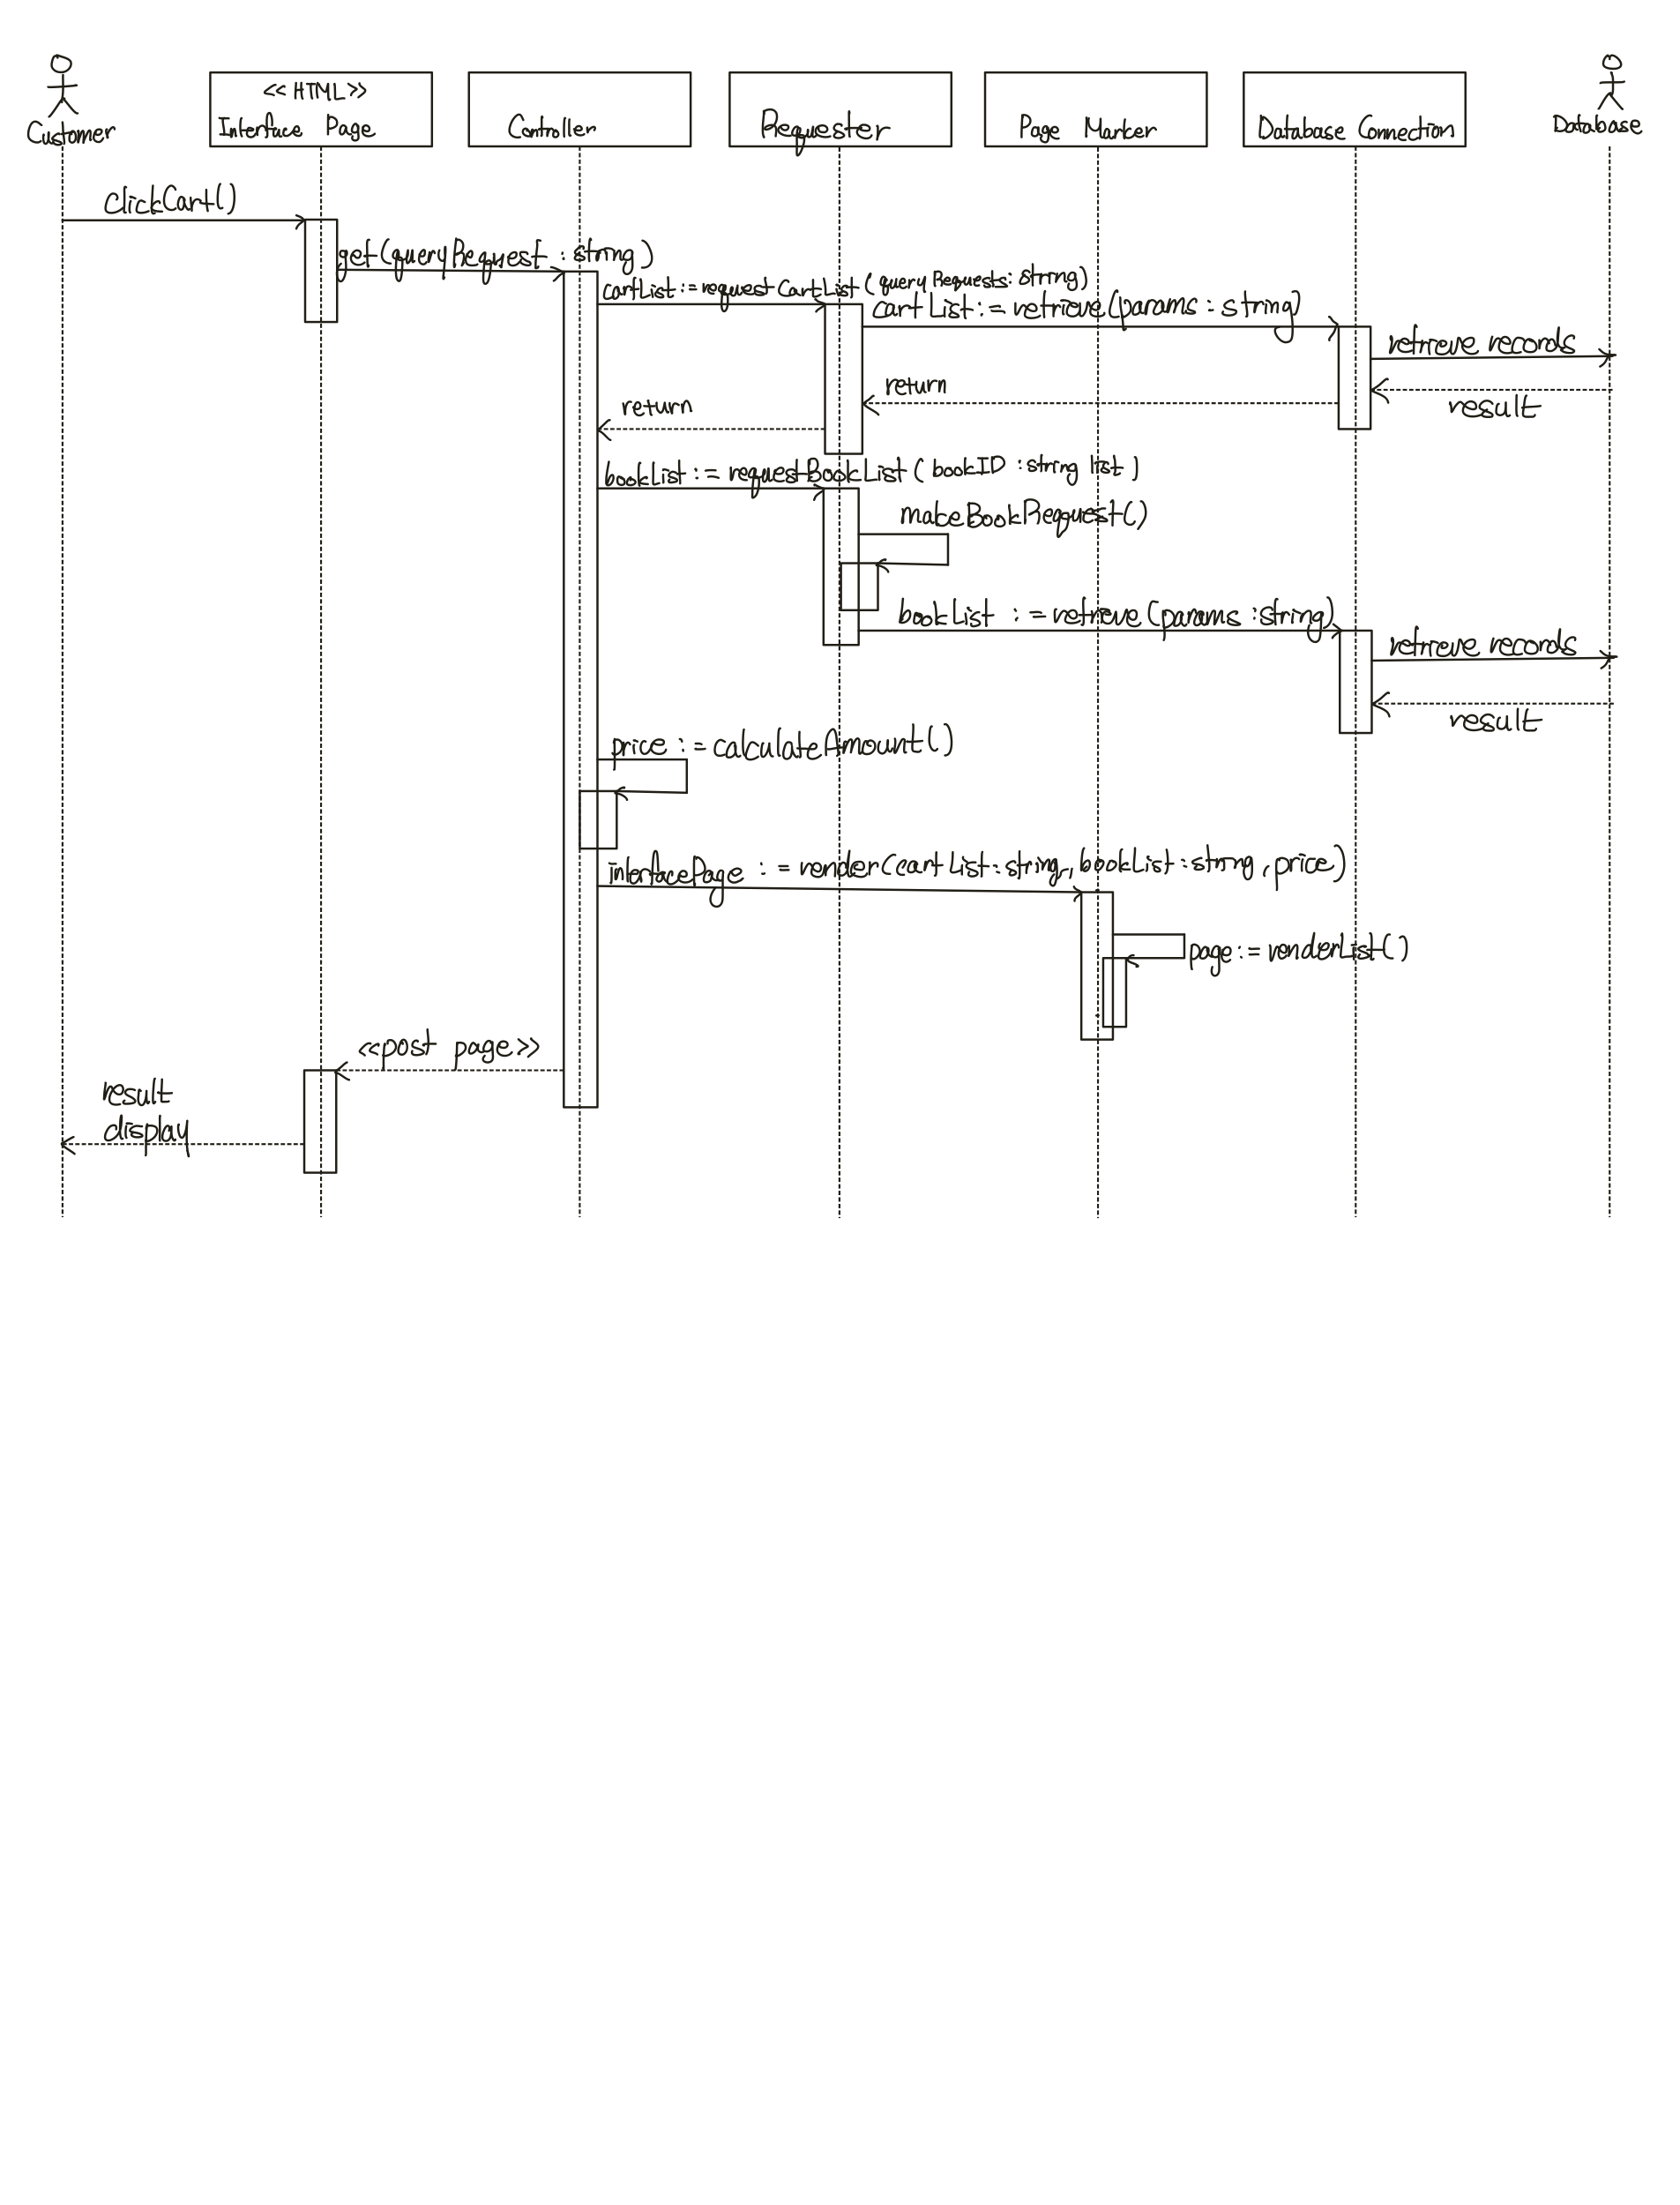 Customer
<< HTML >>
Interface Page
Controller
Requester
Page Marker
Database Connection
Database
ClickCart()
get(queryRequest : string)
cartList := requestCartList (queryRequests: string)
cart List := retrieve (params : string)
retrieve records
result
return
return
bookList := requestBookList ( bookID : string list )
makeBookRequest()
bookList := retrieve (params : string)
retrieve records
result
price := calculateAmount()
interfacePage := render(cart List : string, bookList : string, price)
page := renderList()
<<post page>>
result
display